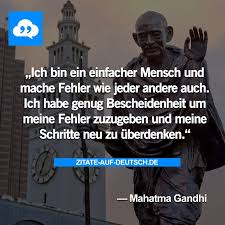 „Ich bin ein einfacher Mensch und
mache Fehler wie jeder andere auch.
Ich habe genug Bescheidenheit um
meine Fehler zuzugeben und meine
Schritte neu zu überdenken.“
ZITATE-AUF-DEUTSCH.DE
— Mahatma Gandhi